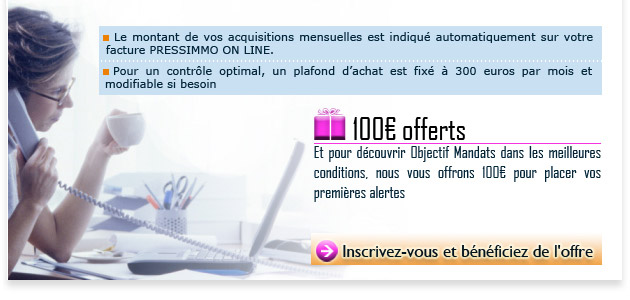 Le montant de vos acquisitions mensuelles est indiqué automatiquement sur votre
facture PRESSIMMO ON LINE.
Pour un contrôle optimal, un plafond d'achat est fixé à 300 euros par mois et
modifiable si besoin
100€ offerts
Et pour découvrir Objectif Mandats dans les meilleures
conditions, nous vous offrons 100€ pour placer vos
premières alertes
Inscrivez-vous et bénéficiez de l'offre